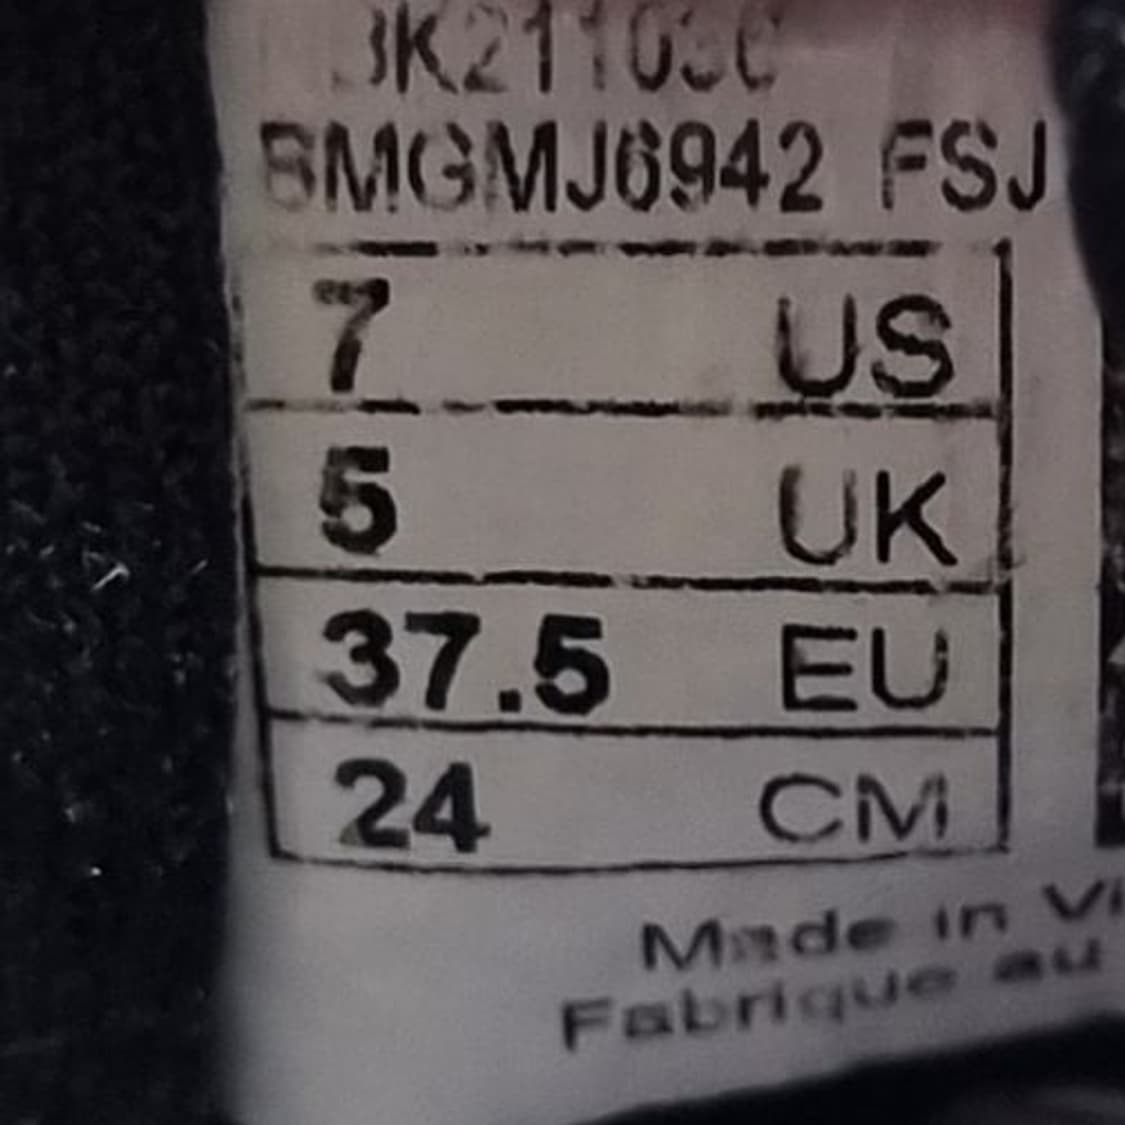 BMGMJ6942 FSJ
7 US
5 UK
37.5 EU
24 CM
Made in
Fabrique au